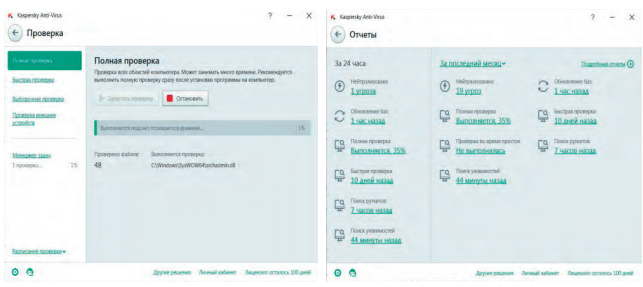 Kaspersky Anti-Virus ? — X
Проверка
Полная проверка
Быстрая проверка
Выборочная проверка
Проверка внешних
устройств
Менеджер задач
1 проверка... 1%
Расписание проверки
Полная проверка
Проверка всех областей компьютера. Может занимать много времени. Рекомендуется
выполнить полную проверку сразу после установки программы на компьютер.
Запустить проверку Остановить
Выполняется подсчет оставшегося времени... 1%
Проверено файлов: Выполняется проверка:
48 C:\Windows\SysWOW64\srchadmin.dll
Другие решения Личный кабинет Лицензия: осталось 100 дней
Kaspersky Anti-Virus ? — X
Отчеты
За 24 часа
Нейтрализовано
1 угроза
Обновление баз
1 час назад
Полная проверка
Выполняется, 35%
Быстрая проверка
10 дней назад
Поиск руткитов
7 часов назад
Поиск уязвимостей
44 минуты назад
За последний месяц Подробные отчеты
Нейтрализовано
19 угроз
Обновление баз
1 час назад
Полная проверка
Выполняется, 35%
Быстрая проверка
10 дней назад
Проверка во время простоя
Не выполнялась
Поиск руткитов
7 часов назад
Поиск уязвимостей
44 минуты назад
Другие решения Личный кабинет Лицензия: осталось 100 дней